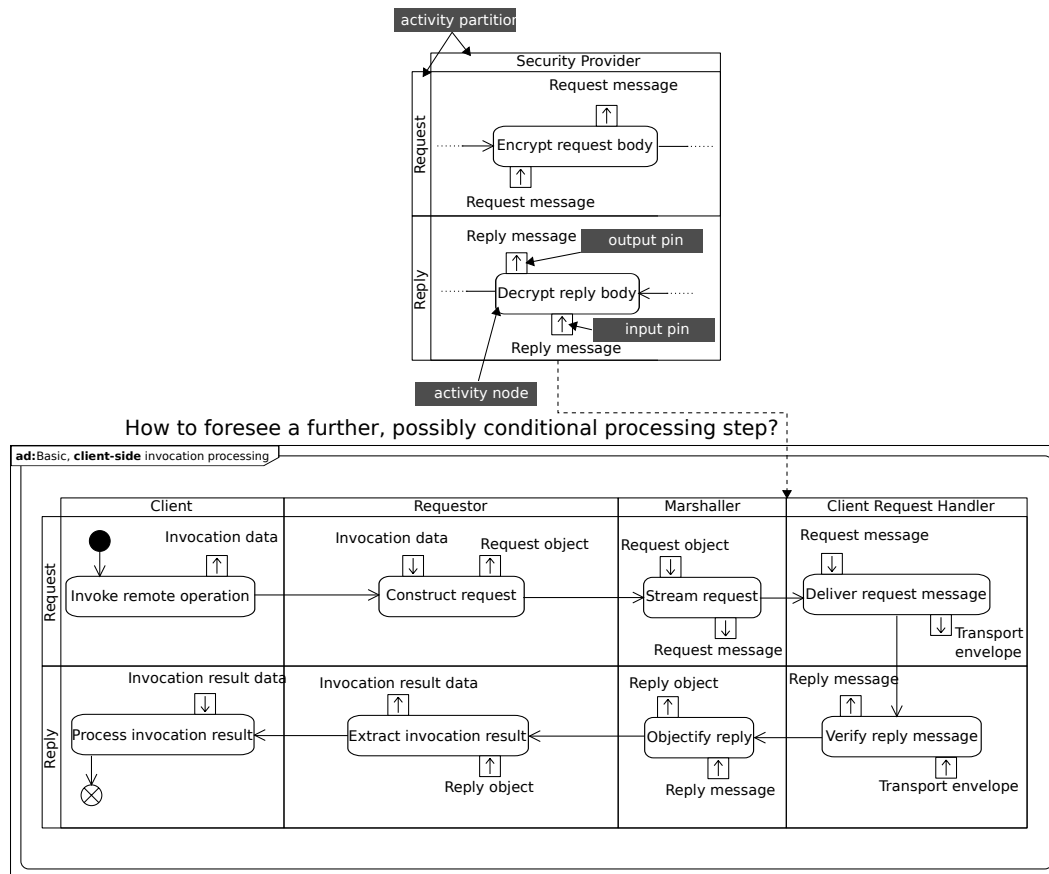 activity partition
Security Provider
Request message
Request
Encrypt request body
Request message
Reply message
output pin
Reply
Decrypt reply body
input pin
Reply message
activity node
How to foresee a further, possibly conditional processing step?
ad:Basic, client-side invocation processing
Client
Requestor
Marshaller
Client Request Handler
Request
Invocation data
Invocation data
Request object
Request object
Request message
Invoke remote operation
Construct request
Stream request
Deliver request message
Request message
Transport
envelope
Reply
Invocation result data
Invocation result data
Reply object
Reply message
Process invocation result
Extract invocation result
Objectify reply
Verify reply message
Reply object
Reply message
Transport envelope